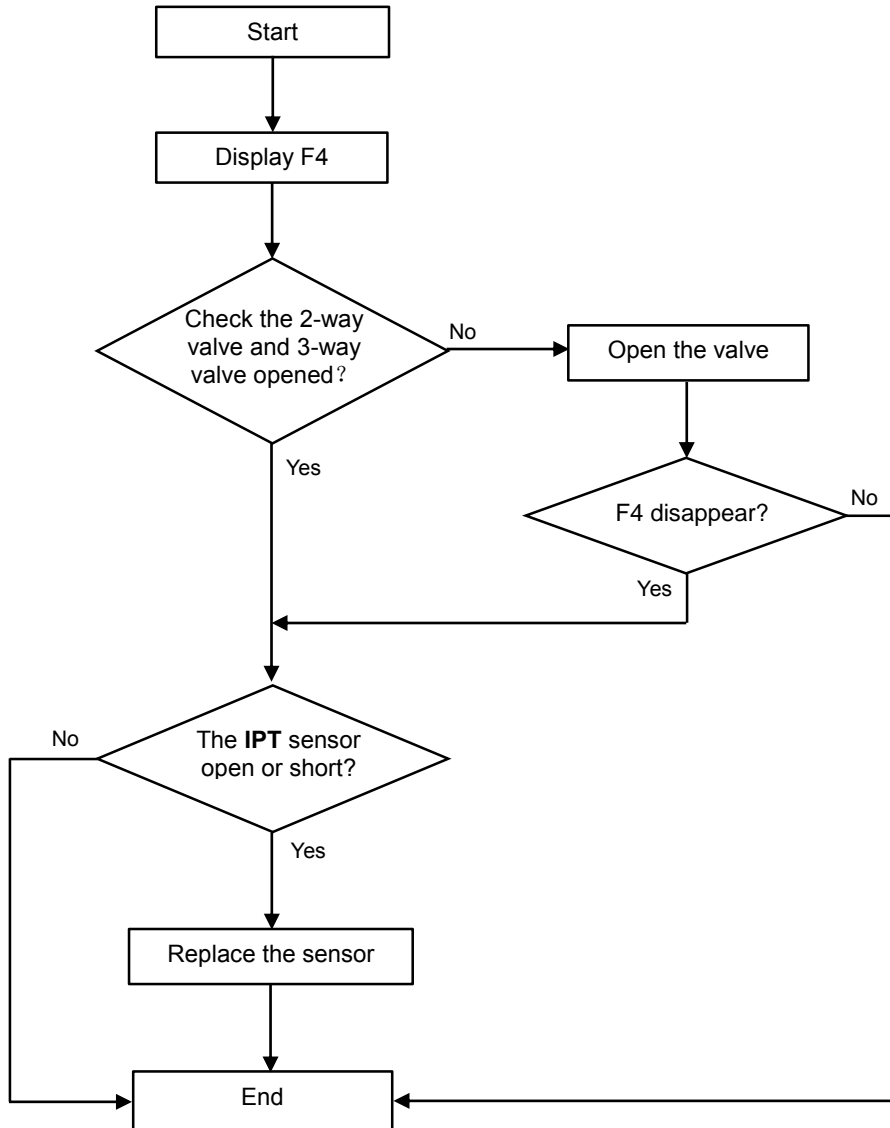 Start
Display F4
Check the 2-way
valve and 3-way
valve opened？
No
Open the valve
Yes
F4 disappear?
No
Yes
No
The IPT sensor
open or short?
Yes
Replace the sensor
End